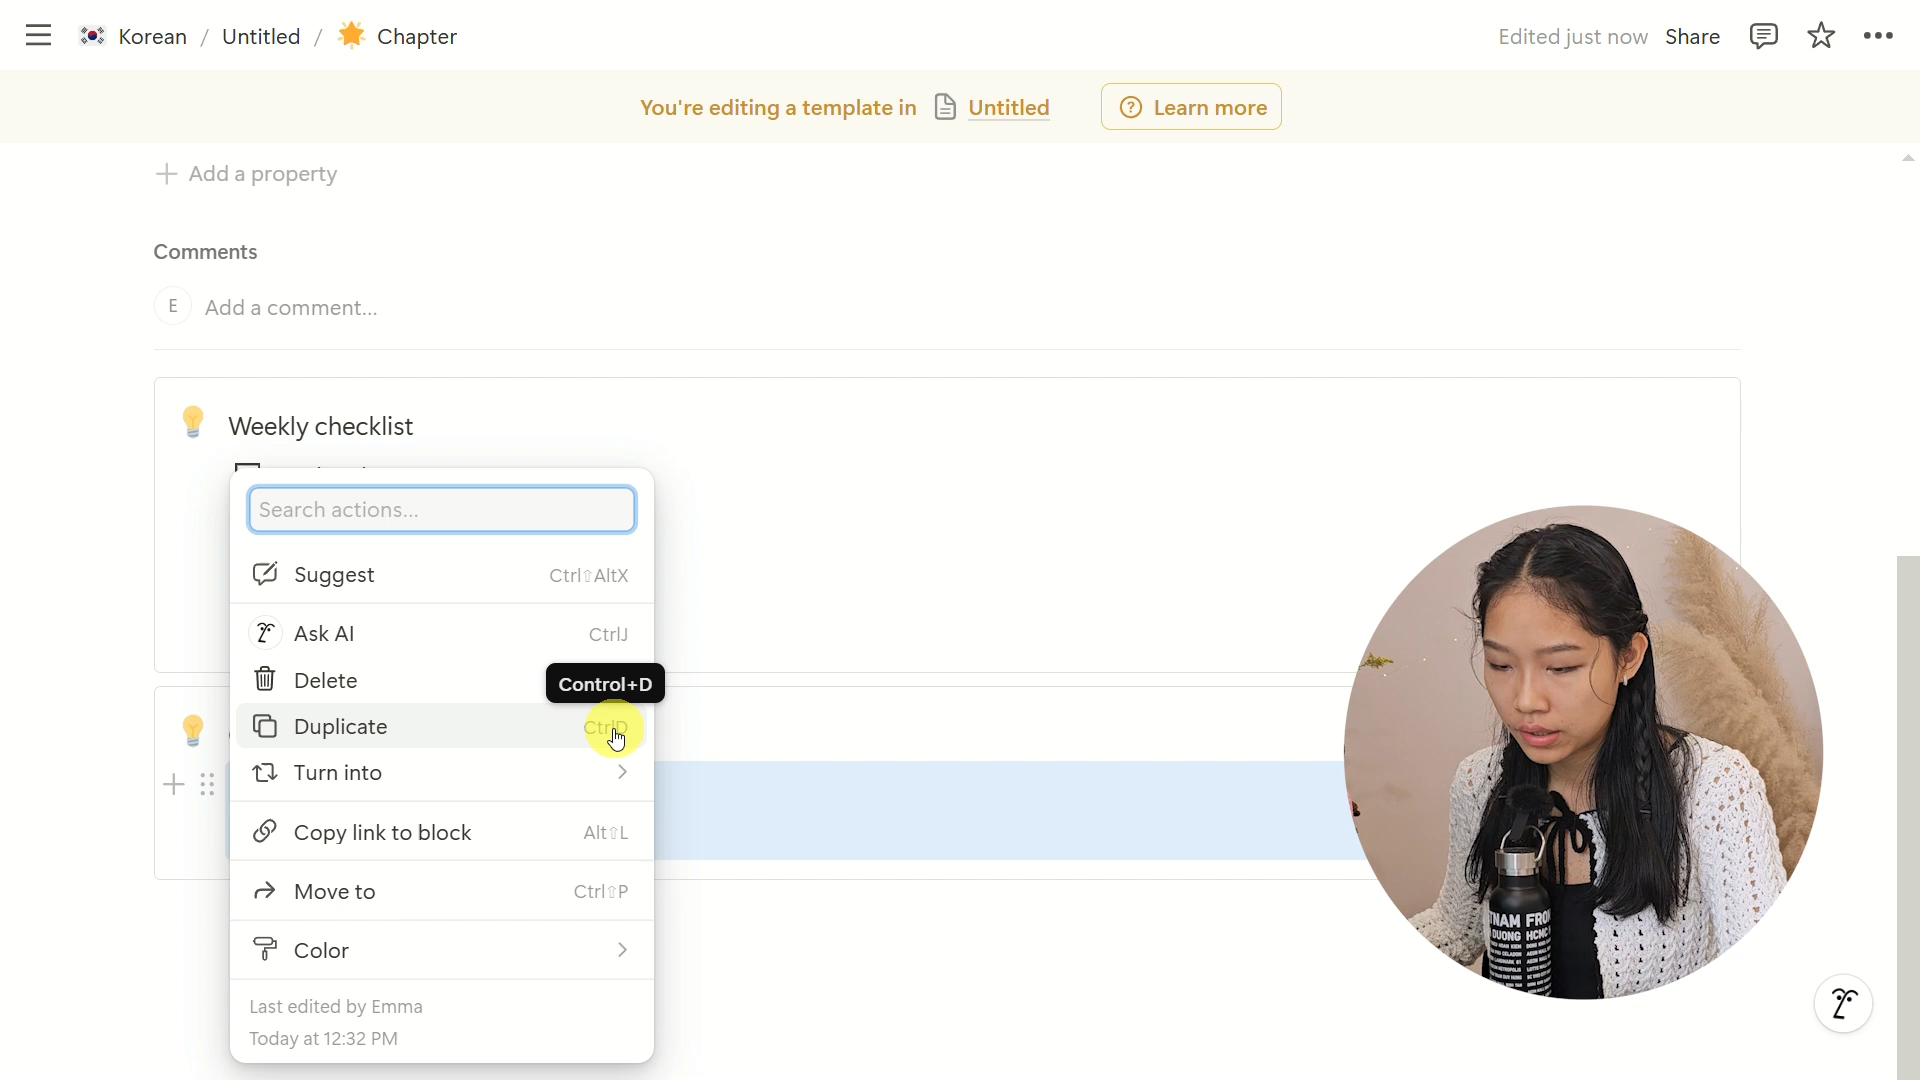 Korean / Untitled / Chapter
Edited just now Share
You're editing a template in Untitled
Learn more
Add a property
Comments
E Add a comment...
Weekly checklist
Search actions...
Suggest Ctrl⇧AltX
Ask AI CtrlJ
Delete
Control+D
Duplicate CtrlD
Turn into
Copy link to block Alt⇧L
Move to Ctrl⇧P
Color
Last edited by Emma
Today at 12:32 PM